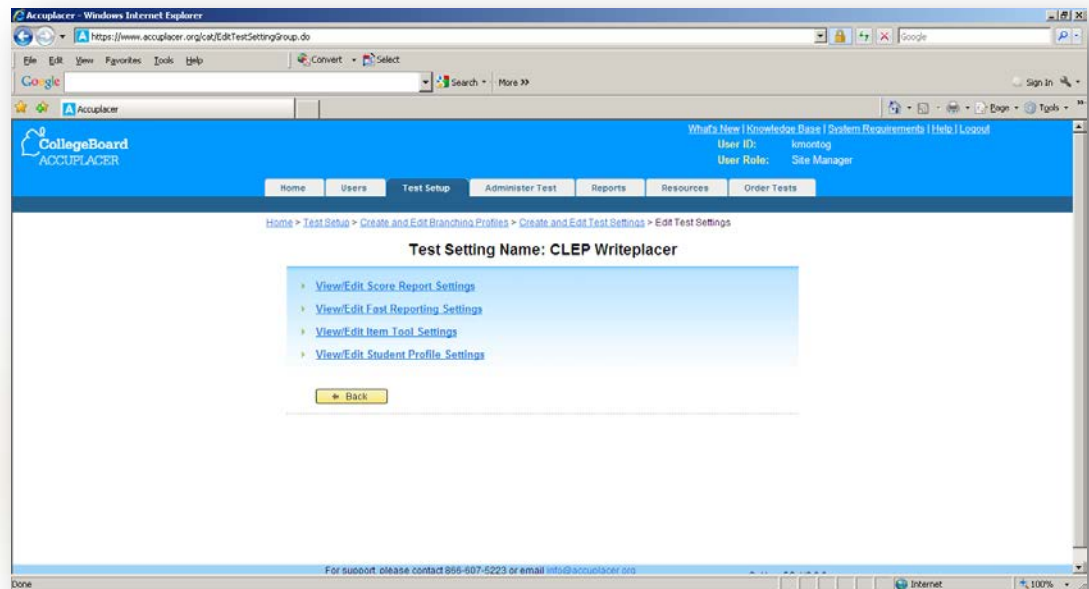 Accuplacer - Windows Internet Explorer
https://www.accuplacer.org/cat/EditTestSettingGroup.do
Google
File Edit View Favorites Tools Help
Convert Select
Google Search More >> Sign In
Accuplacer Page Tools
What's New | Knowledge Base | System Requirements | Help | Logout
CollegeBoard
ACCUPLACER
User ID: kmontog
User Role: Site Manager
Home Users Test Setup Administer Test Reports Resources Order Tests
Home > Test Setup > Create and Edit Branching Profiles > Create and Edit Test Settings > Edit Test Settings
Test Setting Name: CLEP Writeplacer
View/Edit Score Report Settings
View/Edit Fast Reporting Settings
View/Edit Item Tool Settings
View/Edit Student Profile Settings
Back
For support, please contact 866-607-5223 or email info@accuplacer.org
Done Internet 100%